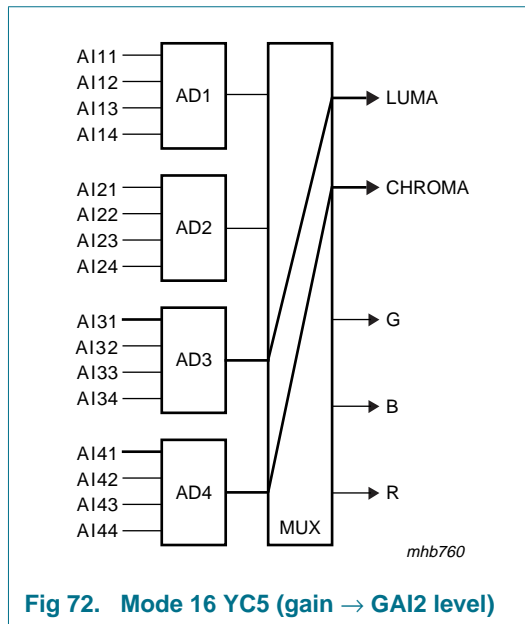 AI11
AI12
AI13
AI14
AD1
AI21
AI22
AI23
AI24
AD2
AI31
AI32
AI33
AI34
AD3
AI41
AI42
AI43
AI44
AD4
MUX
LUMA
CHROMA
G
B
R
mhb760
Fig 72. Mode 16 YC5 (gain → GAI2 level)